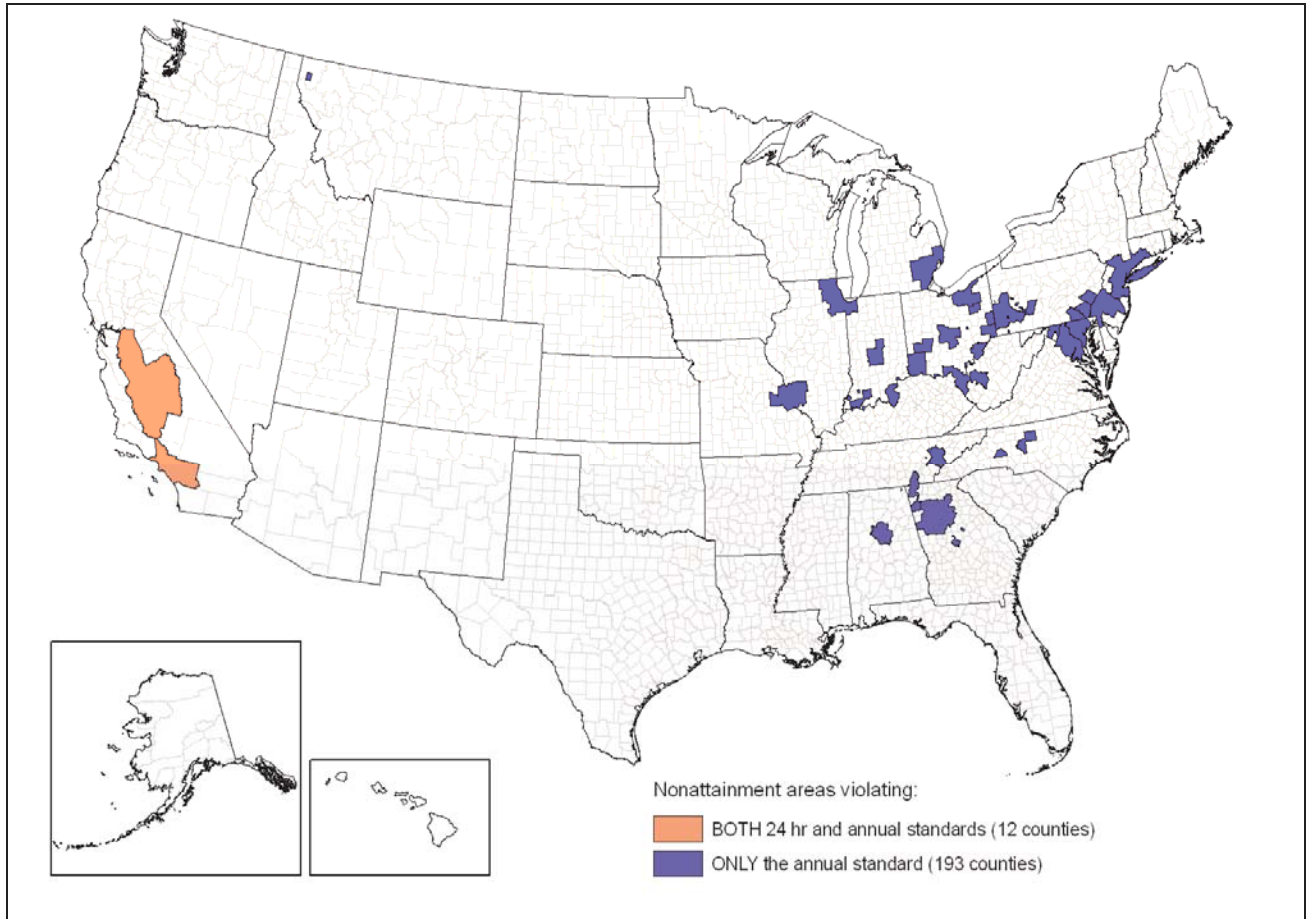 Nonattainment areas violating:
BOTH 24 hr and annual standards (12 counties)
ONLY the annual standard (193 counties)